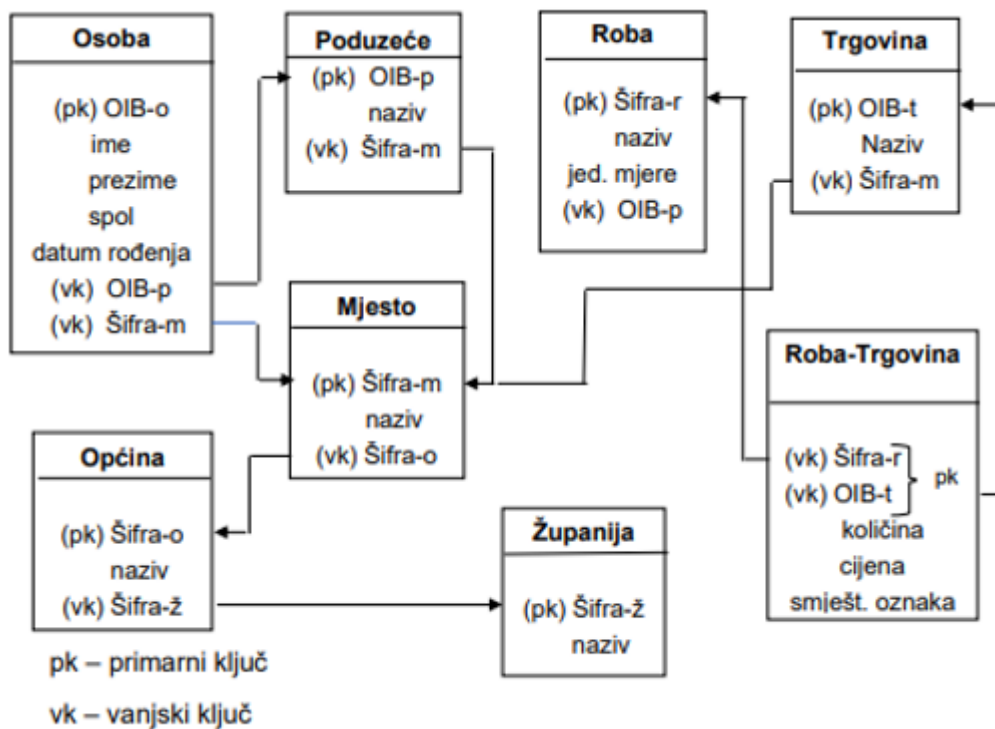 Osoba
(pk) OIB-o
ime
prezime
spol
datum rođenja
(vk) OIB-p
(vk) Šifra-m
Poduzeće
(pk) OIB-p
naziv
(vk) Šifra-m
Roba
(pk) Šifra-r
naziv
jed. mjere
(vk) OIB-p
Trgovina
(pk) OIB-t
Naziv
(vk) Šifra-m
Mjesto
(pk) Šifra-m
naziv
(vk) Šifra-o
Roba-Trgovina
(vk) Šifra-r
(vk) OIB-t
pk
količina
cijena
smješt. oznaka
Općina
(pk) Šifra-o
naziv
(vk) Šifra-ž
Županija
(pk) Šifra-ž
naziv
pk – primarni ključ
vk – vanjski ključ